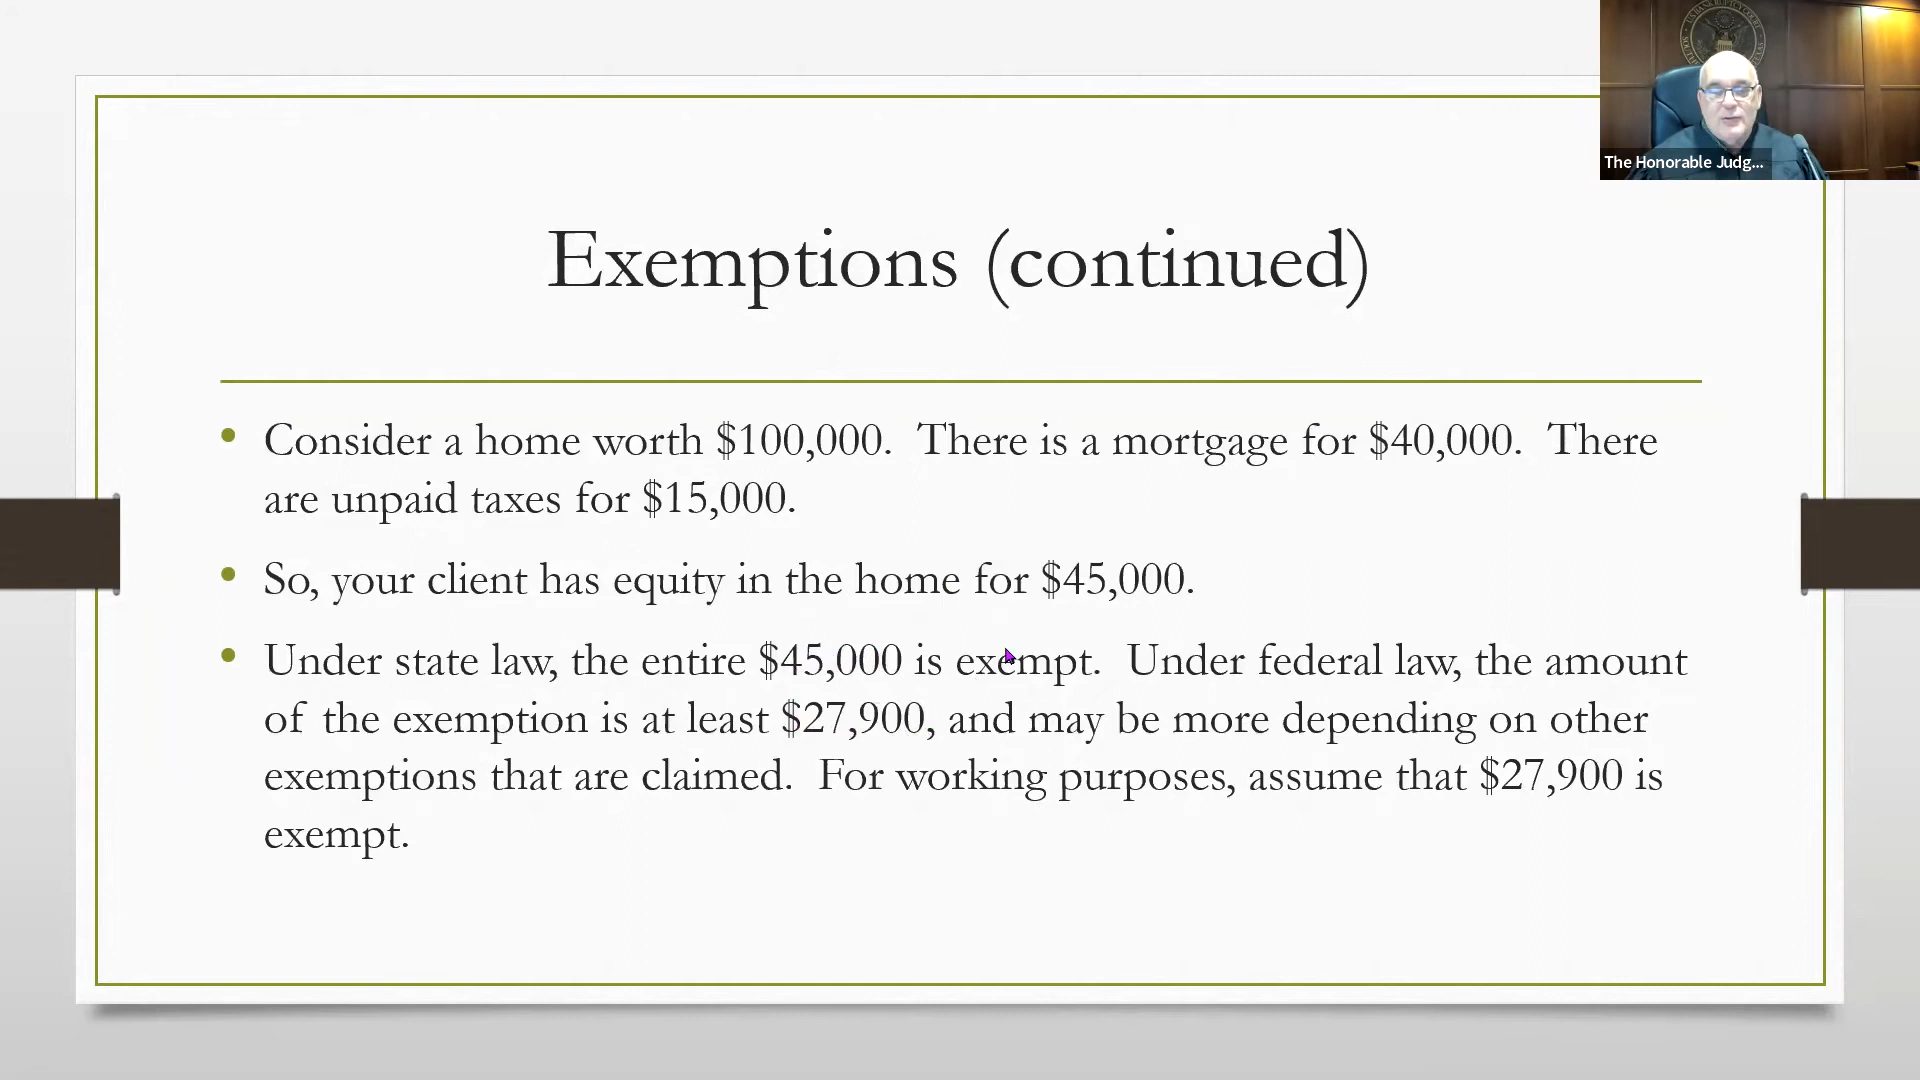 The Honorable Judg...
Exemptions (continued)
• Consider a home worth $100,000. There is a mortgage for $40,000. There
are unpaid taxes for $15,000.
• So, your client has equity in the home for $45,000.
• Under state law, the entire $45,000 is exempt. Under federal law, the amount
of the exemption is at least $27,900, and may be more depending on other
exemptions that are claimed. For working purposes, assume that $27,900 is
exempt.